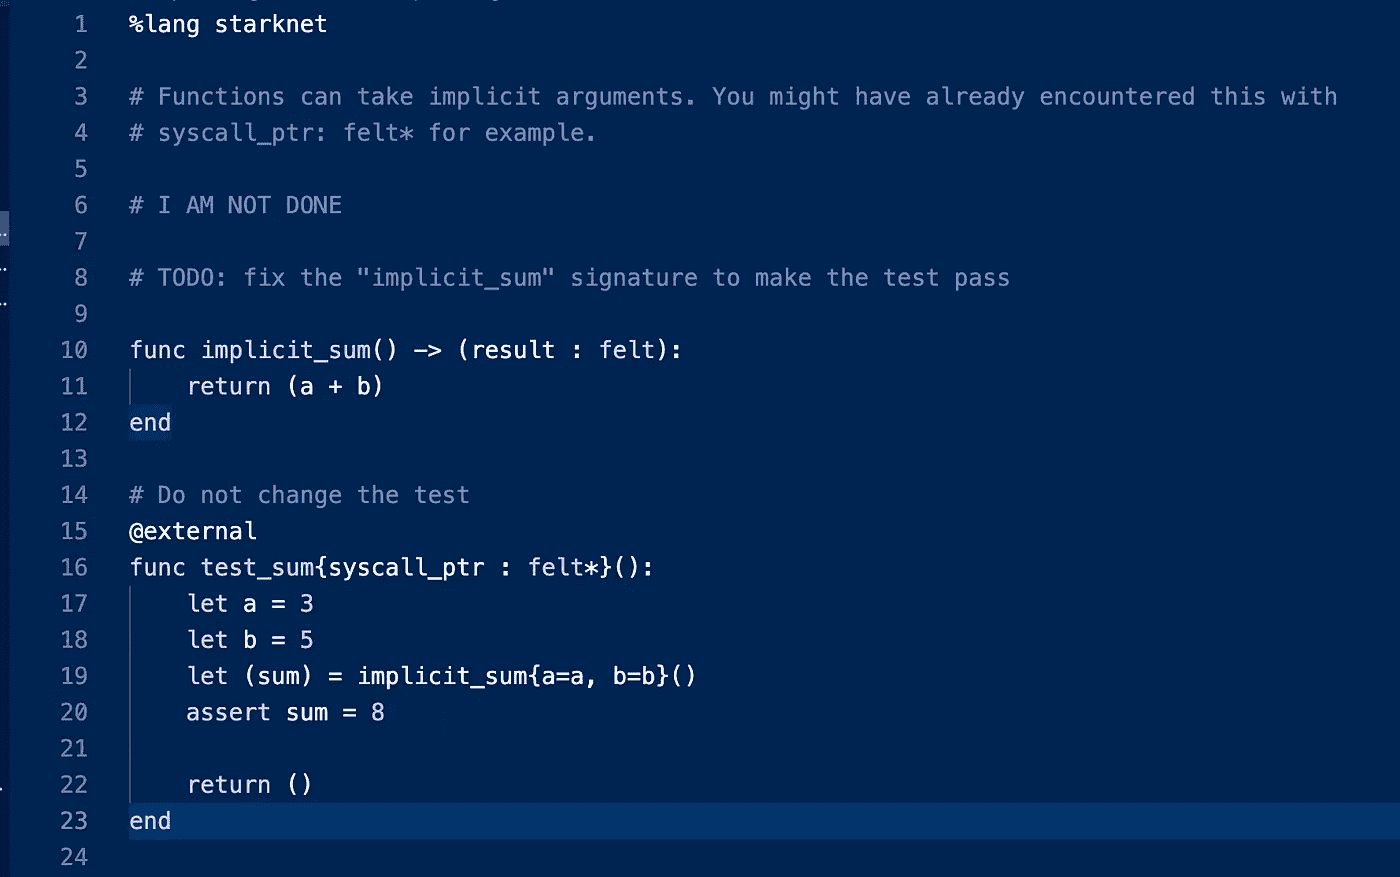 1 %lang starknet
2
3 # Functions can take implicit arguments. You might have already encountered this with
4 # syscall_ptr: felt* for example.
5
6 # I AM NOT DONE
7
8 # TODO: fix the "implicit_sum" signature to make the test pass
9
10 func implicit_sum() -> (result : felt):
11     return (a + b)
12 end
13
14 # Do not change the test
15 @external
16 func test_sum{syscall_ptr : felt*}():
17     let a = 3
18     let b = 5
19     let (sum) = implicit_sum{a=a, b=b}()
20     assert sum = 8
21
22     return ()
23 end
24